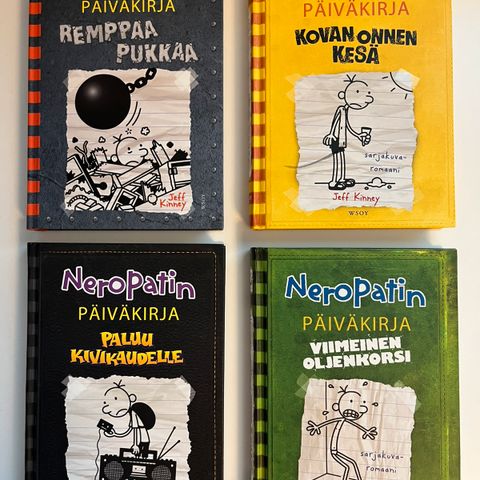 PÄIVÄKIRJA
REMPPAA
PUKKAA
Jeff
Kinney
WSOY
PÄIVÄKIRJA
KOVAN ONNEN
KESÄ
sarjakuva-
romaani
Jeff Kinney
WSOY
Neropatin
PÄIVÄKIRJA
PALUU
KIVIKAUDELLE
Neropatin
PÄIVÄKIRJA
VIIMEINEN
OLJENKORSI
sarjakuva-
romaani